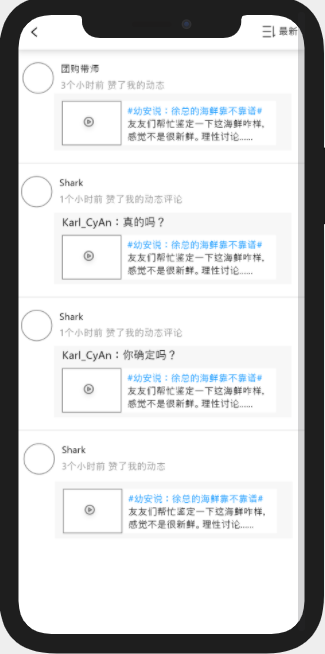 最新
团购带师
3个小时前 赞了我的动态
#幼安说：徐总的海鲜靠不靠谱#
友友们帮忙鉴定一下这海鲜咋样,
感觉不是很新鲜。理性讨论......
Shark
1个小时前 赞了我的动态评论
Karl_CyAn：真的吗？
#幼安说：徐总的海鲜靠不靠谱#
友友们帮忙鉴定一下这海鲜咋样,
感觉不是很新鲜。理性讨论......
Shark
1个小时前 赞了我的动态评论
Karl_CyAn：你确定吗？
#幼安说：徐总的海鲜靠不靠谱#
友友们帮忙鉴定一下这海鲜咋样,
感觉不是很新鲜。理性讨论......
Shark
3个小时前 赞了我的动态
#幼安说：徐总的海鲜靠不靠谱#
友友们帮忙鉴定一下这海鲜咋样,
感觉不是很新鲜。理性讨论......